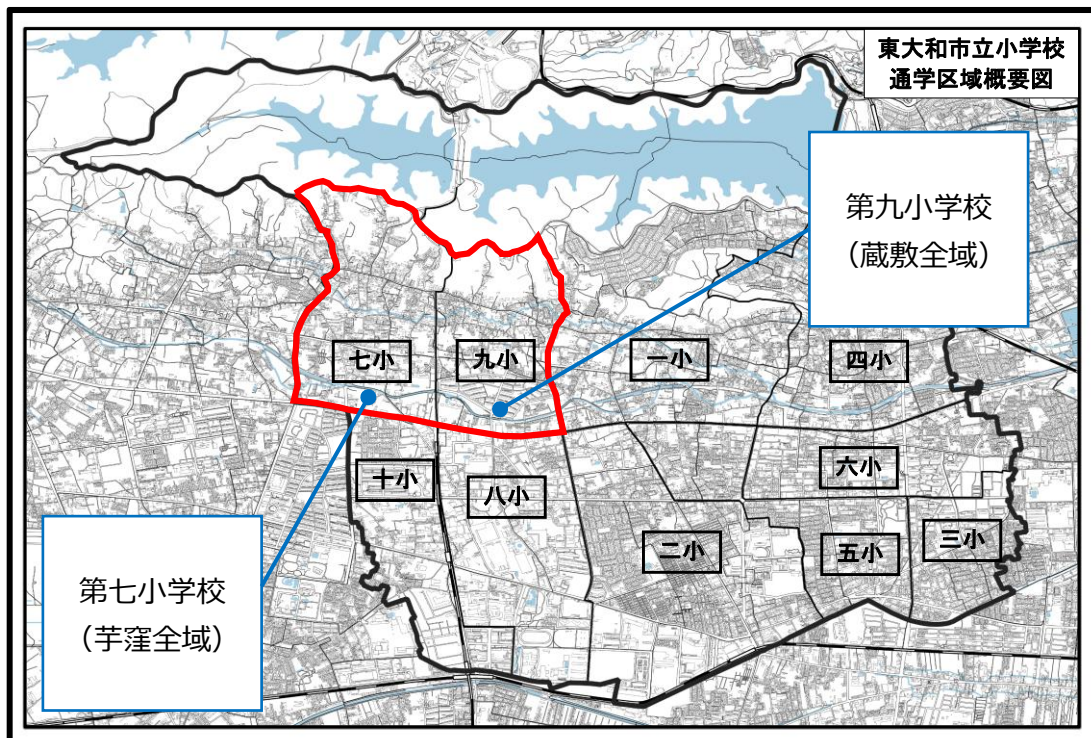 東大和市立小学校
通学区域概要図
第九小学校
（蔵敷全域）
七小
九小
一小
四小
十小
八小
六小
二小
五小
三小
第七小学校
（芋窪全域）